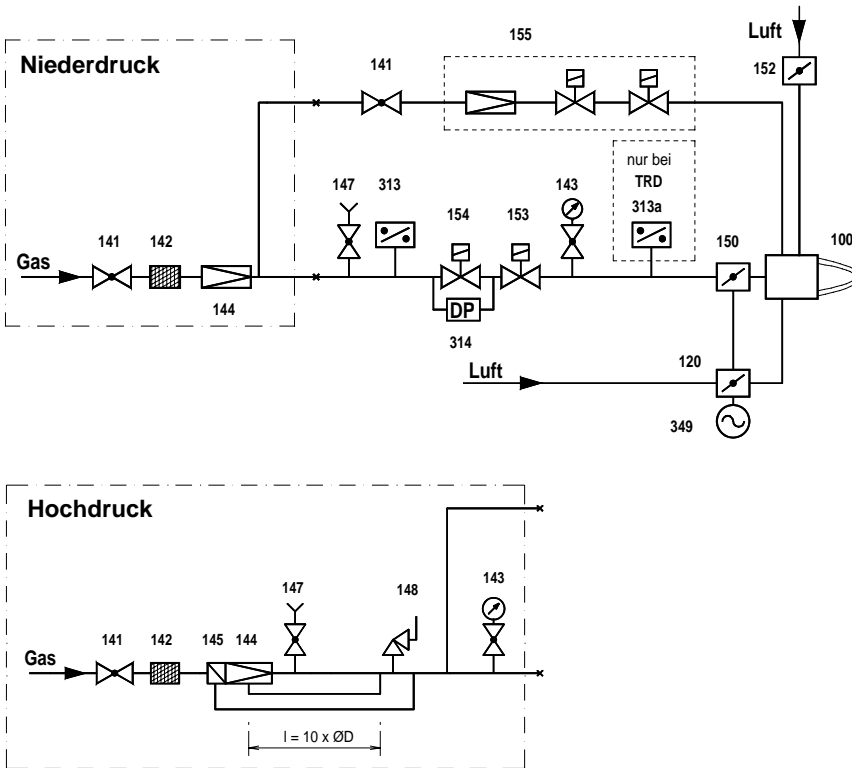 Luft
155
Niederdruck
141
152
nur bei
TRD
313a
147
313
143
154
153
141
142
150
100
Gas
144
DP
314
120
Luft
349
Hochdruck
147
148
143
141
142
145
144
Gas
l = 10 x ØD